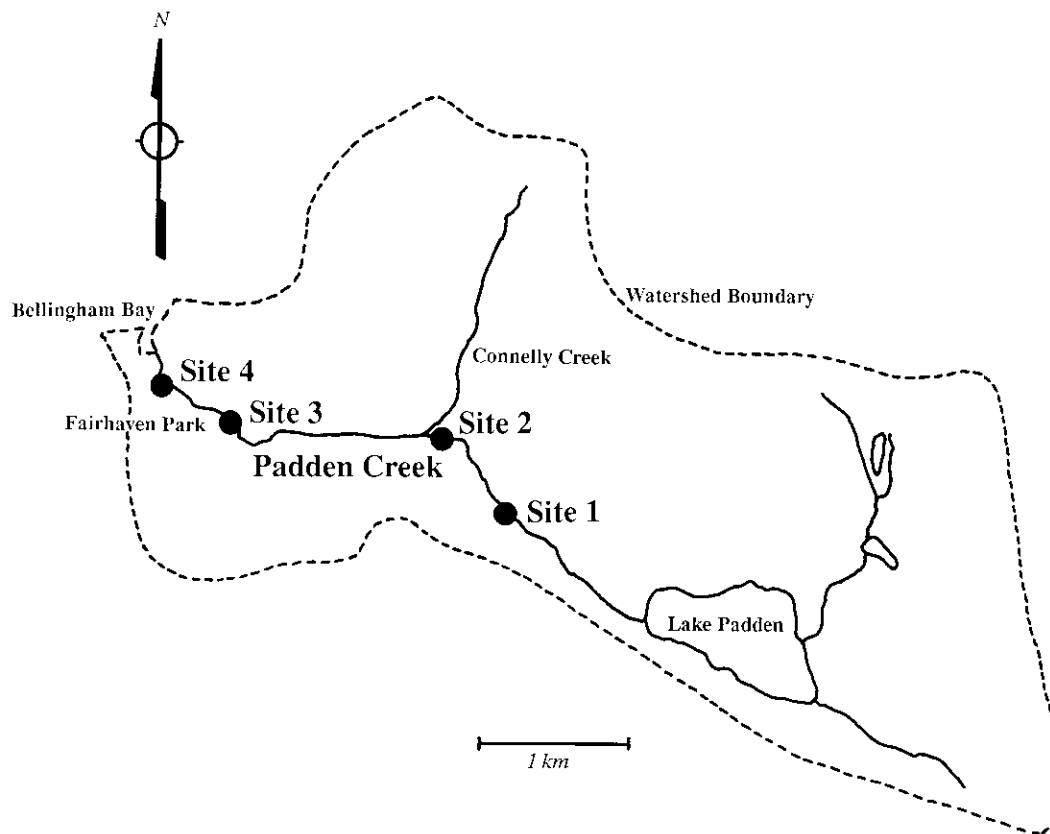 N
Bellingham Bay
Watershed Boundary
Connelly Creek
Site 4
Fairhaven Park
Site 3
Site 2
Padden Creek
Site 1
Lake Padden
1 km